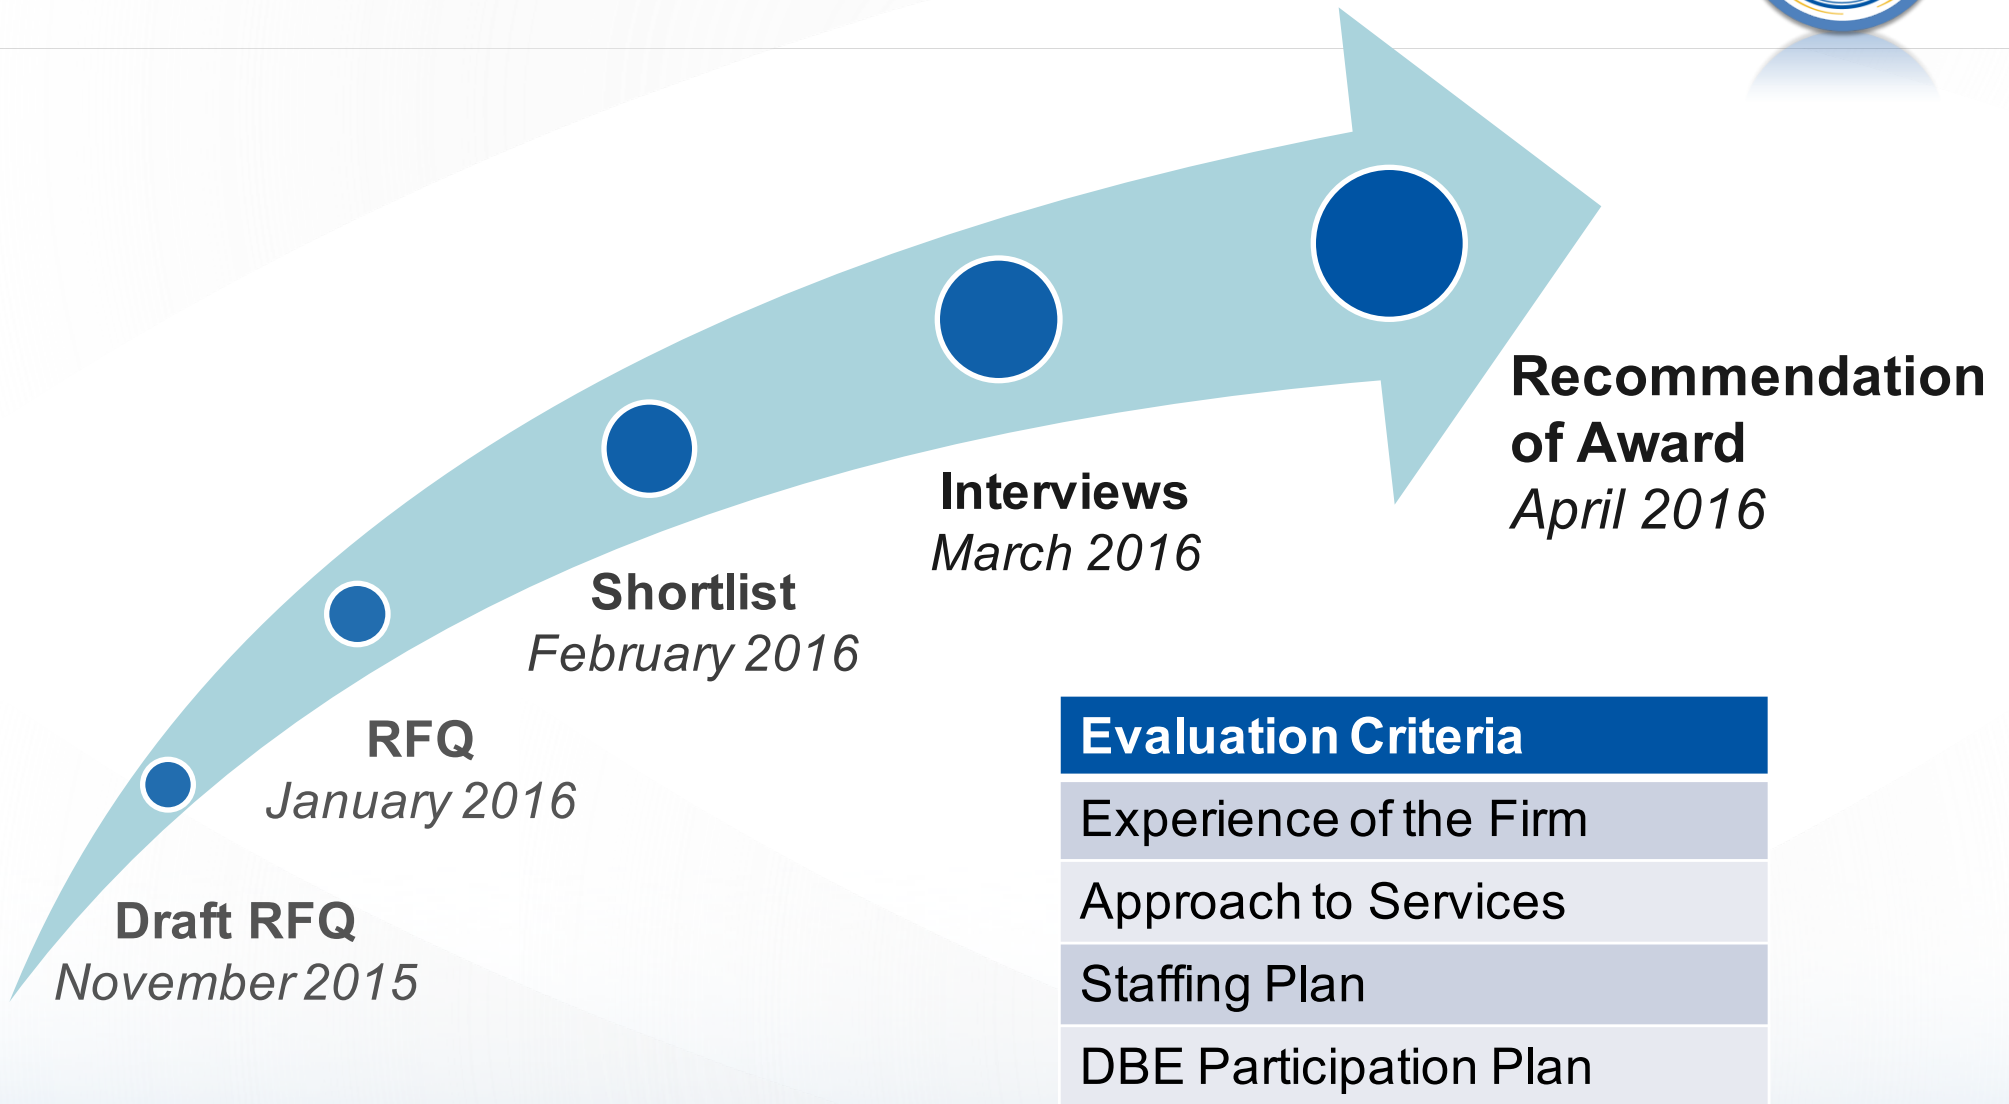 Draft RFQ
November 2015
RFQ
January 2016
Shortlist
February 2016
Interviews
March 2016
Recommendation
of Award
April 2016
Evaluation Criteria
Experience of the Firm
Approach to Services
Staffing Plan
DBE Participation Plan